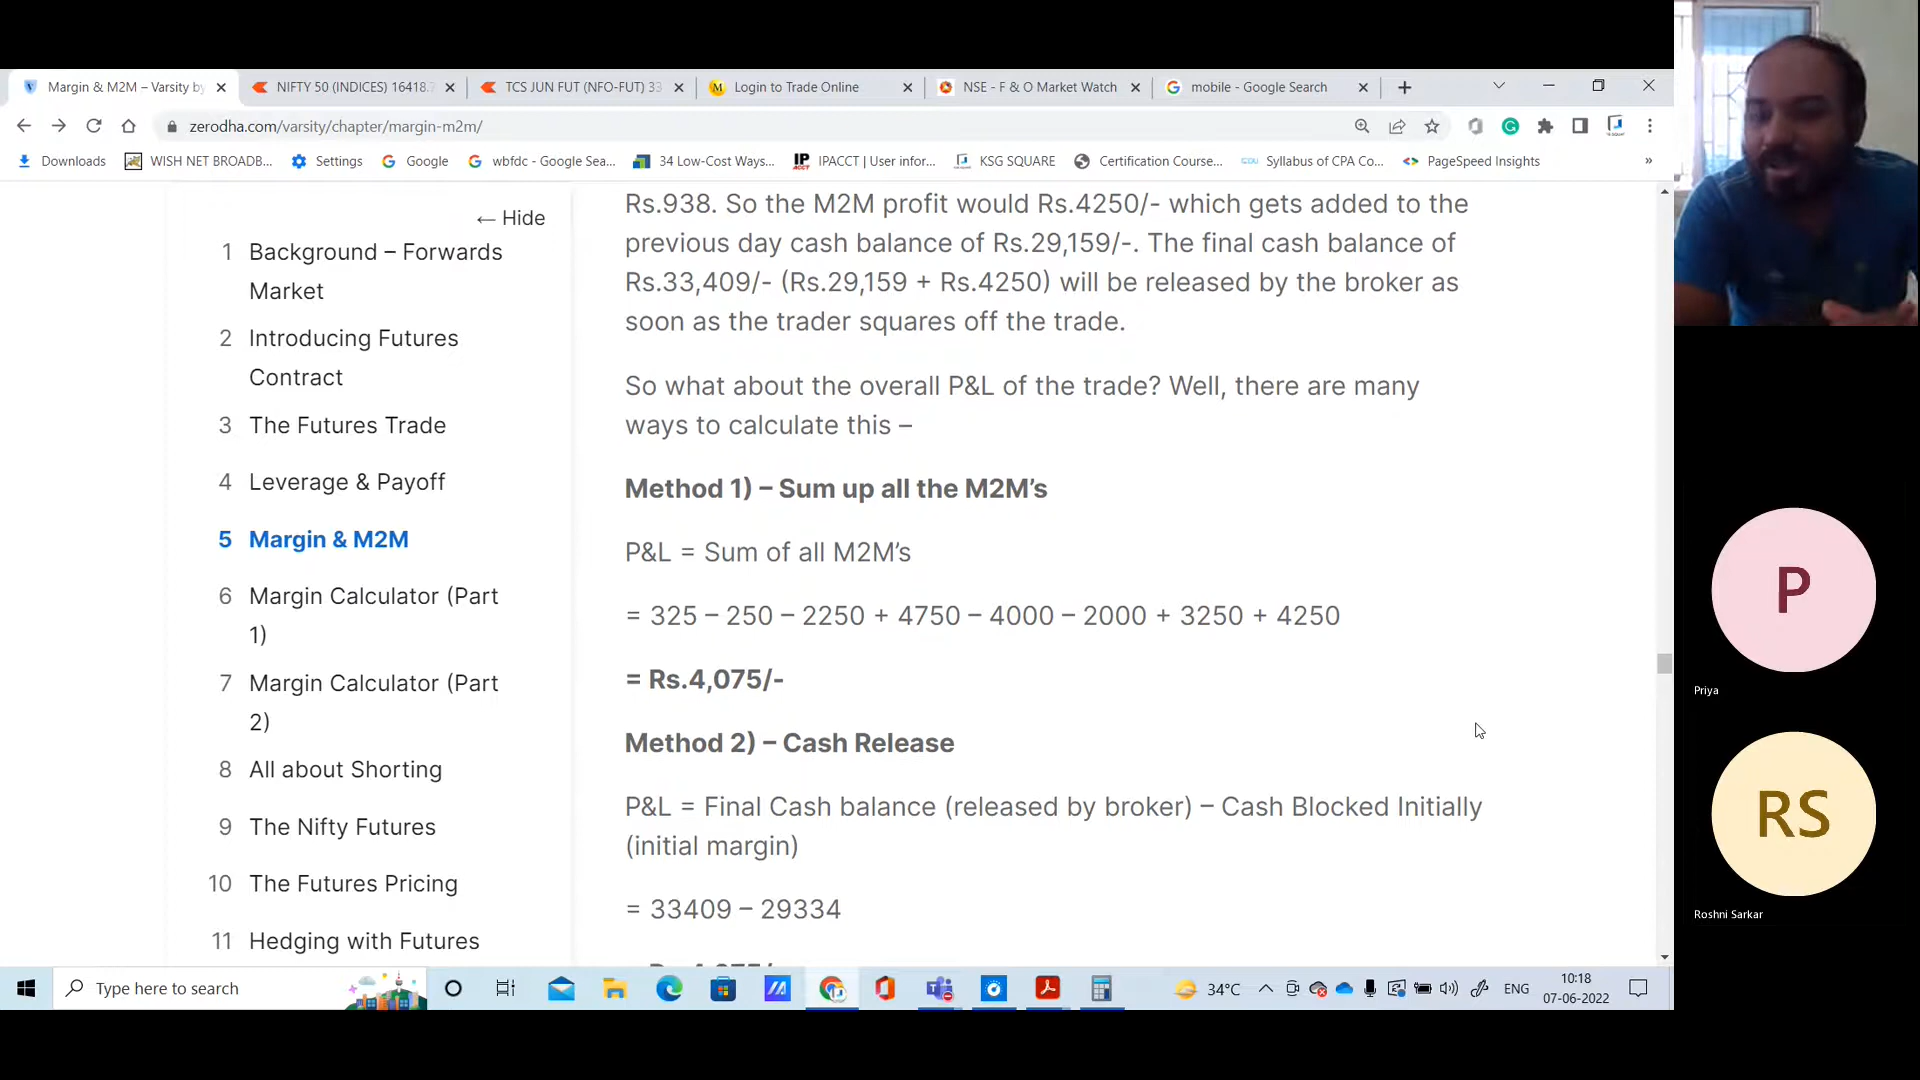 Margin & M2M – Varsity by
NIFTY 50 (INDICES) 16418.
TCS JUN FUT (NFO-FUT) 33
Login to Trade Online
NSE - F & O Market Watch
mobile - Google Search
zerodha.com/varsity/chapter/margin-m2m/
Downloads
WISH NET BROADB...
Settings
Google
wbfdc - Google Sea...
34 Low-Cost Ways...
IPACCT | User infor...
KSG SQUARE
Certification Course...
Syllabus of CPA Co...
PageSpeed Insights
»
← Hide
1 Background – Forwards
Market
2 Introducing Futures
Contract
3 The Futures Trade
4 Leverage & Payoff
5 Margin & M2M
6 Margin Calculator (Part
1)
7 Margin Calculator (Part
2)
8 All about Shorting
9 The Nifty Futures
10 The Futures Pricing
11 Hedging with Futures
Rs.938. So the M2M profit would Rs.4250/- which gets added to the
previous day cash balance of Rs.29,159/-. The final cash balance of
Rs.33,409/- (Rs.29,159 + Rs.4250) will be released by the broker as
soon as the trader squares off the trade.
So what about the overall P&L of the trade? Well, there are many
ways to calculate this –
Method 1) – Sum up all the M2M’s
P&L = Sum of all M2M’s
= 325 – 250 – 2250 + 4750 – 4000 – 2000 + 3250 + 4250
= Rs.4,075/-
Method 2) – Cash Release
P&L = Final Cash balance (released by broker) – Cash Blocked Initially
(initial margin)
= 33409 – 29334
P
Priya
RS
Roshni Sarkar
Type here to search
34°C
ENG
10:18
07-06-2022